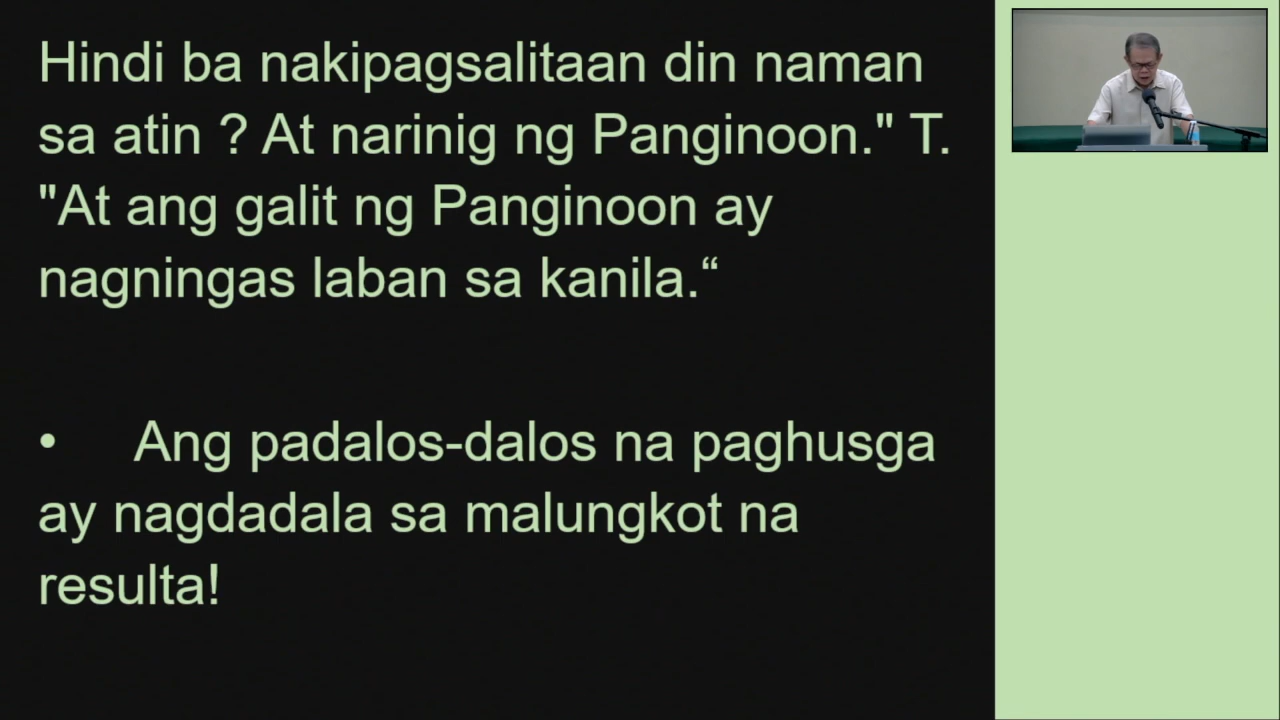 Hindi ba nakipagsalitaan din naman
sa atin ? At narinig ng Panginoon." T.
"At ang galit ng Panginoon ay
nagningas laban sa kanila.“
• Ang padalos-dalos na paghusga
ay nagdadala sa malungkot na
resulta!